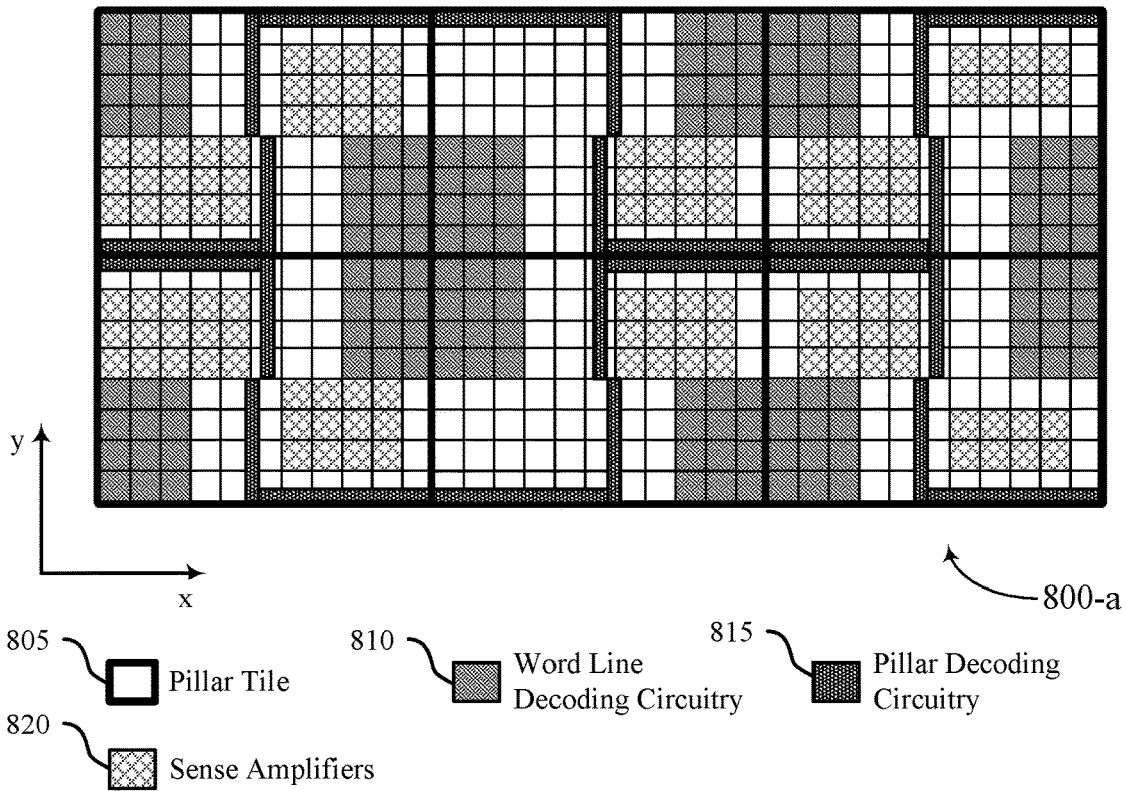 y
x
800-a
805
Pillar Tile
810
Word Line
Decoding Circuitry
815
Pillar Decoding
Circuitry
820
Sense Amplifiers